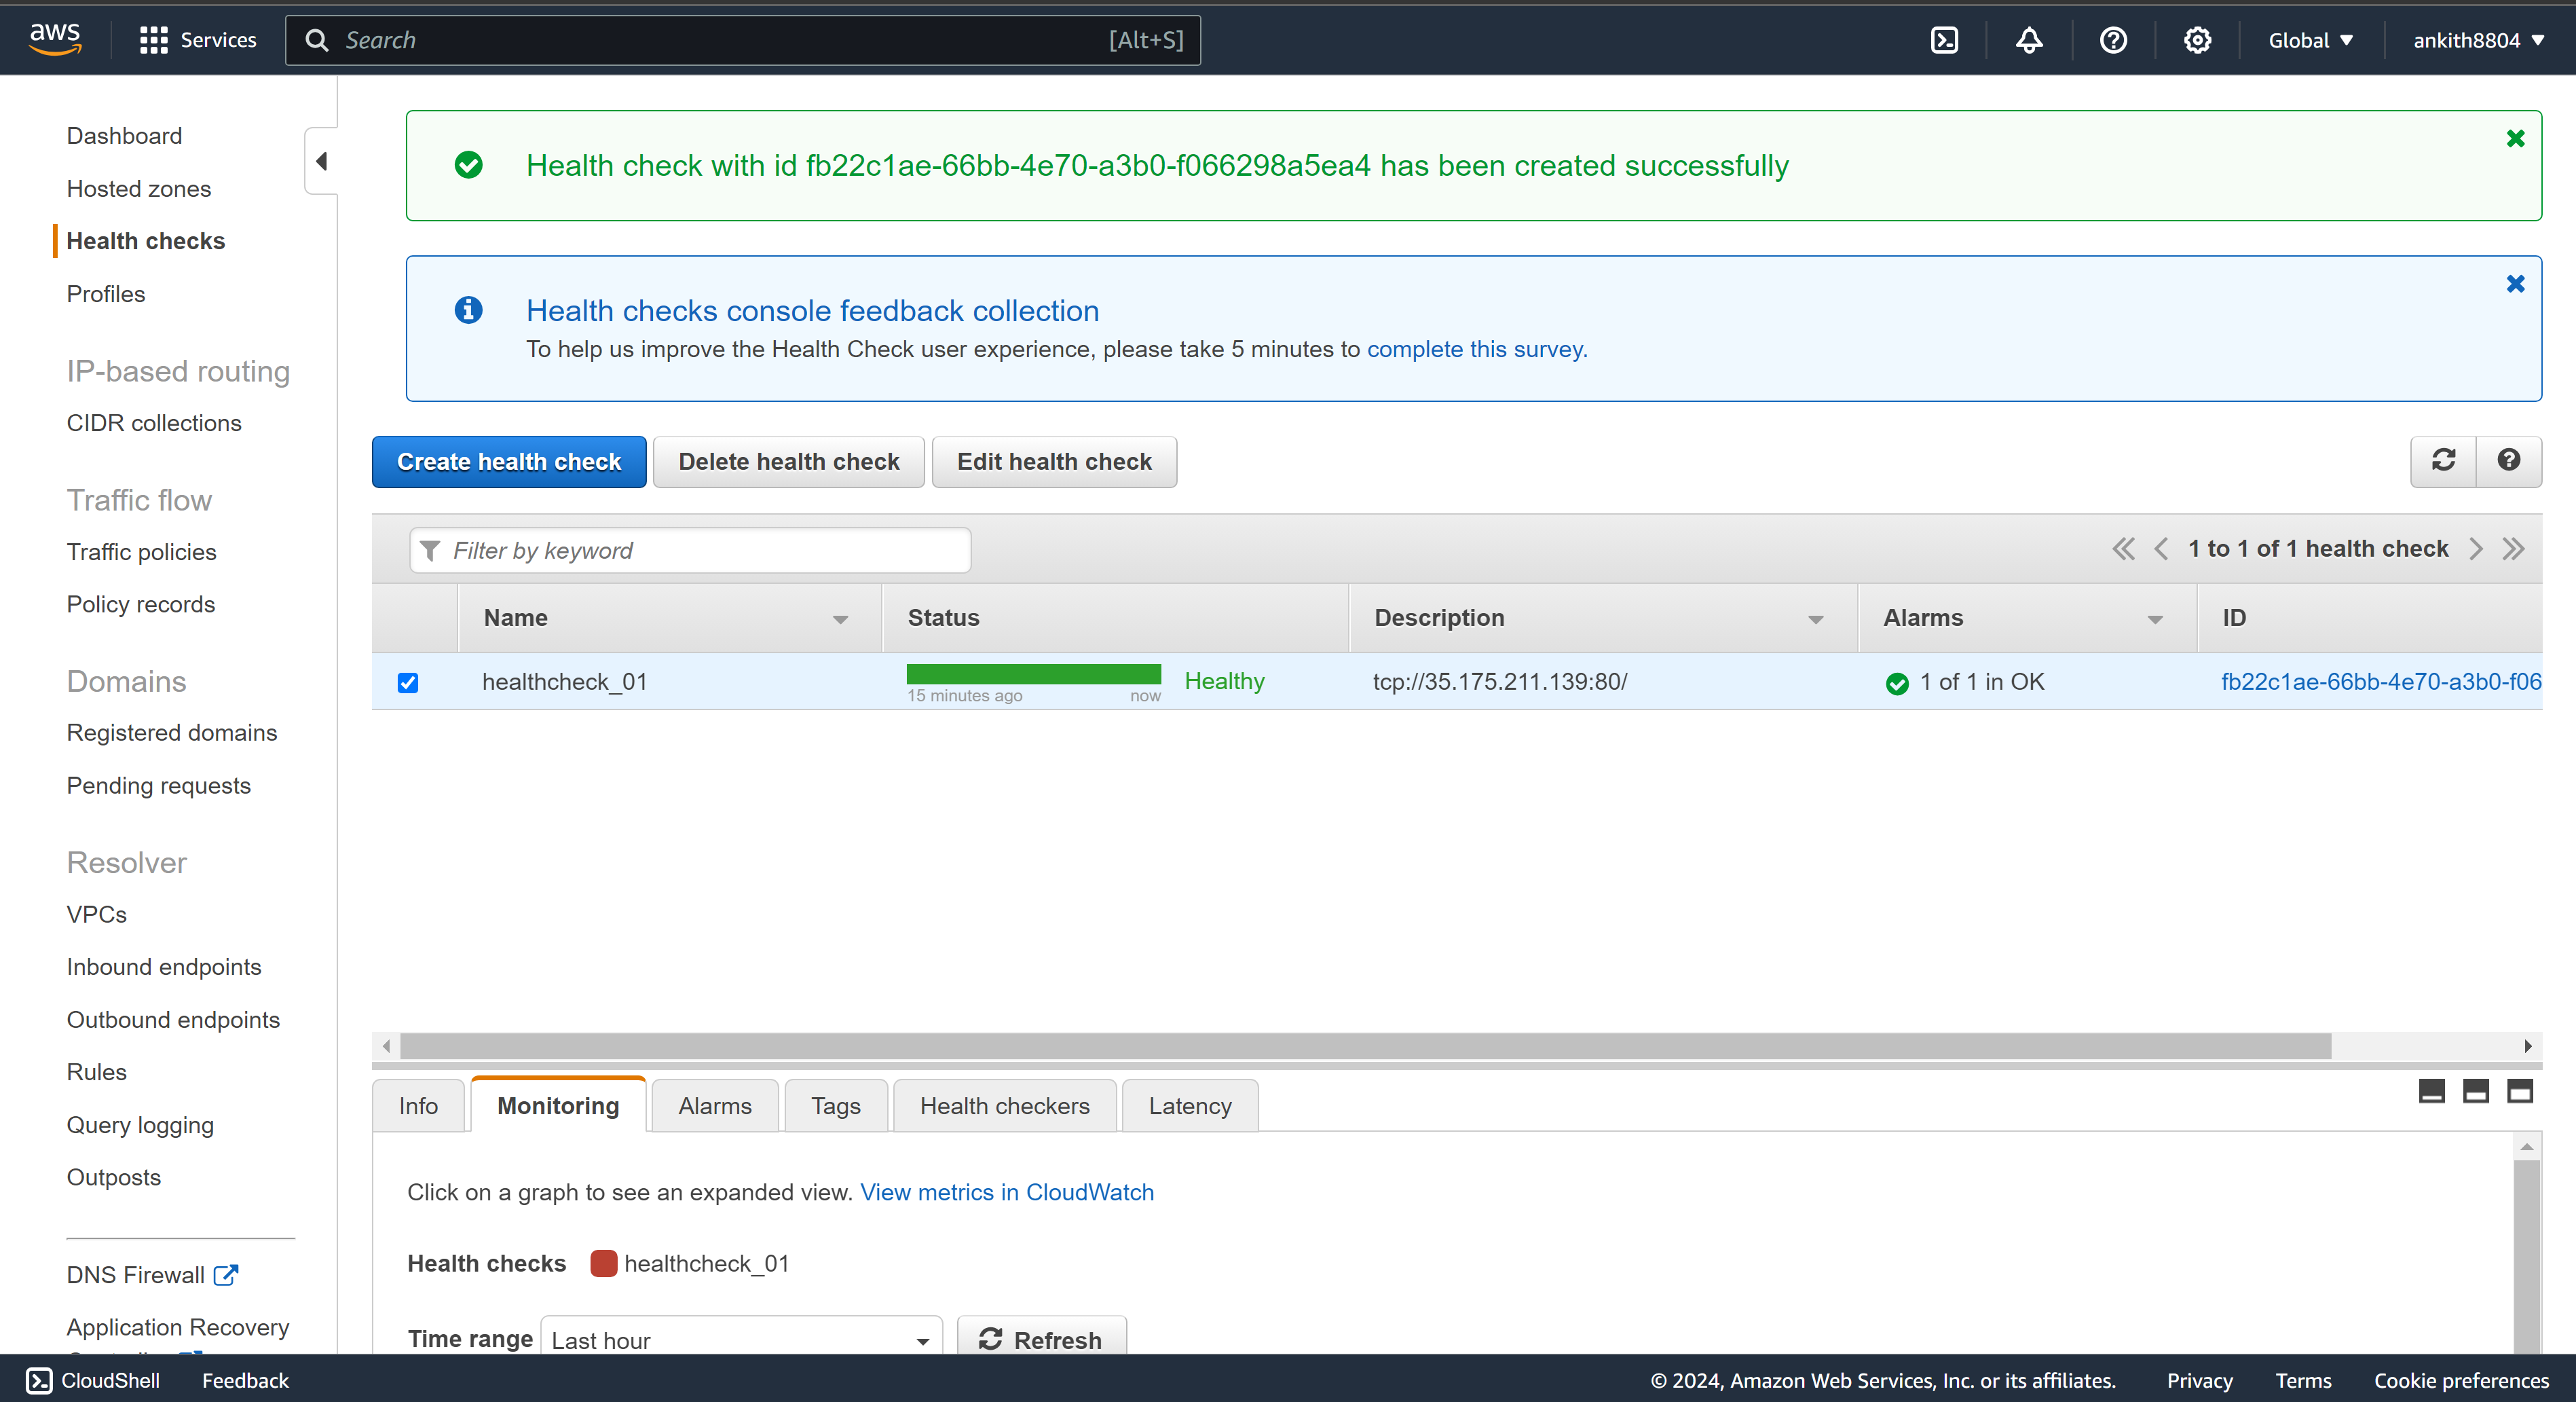 aws
Services
Search
[Alt+S]
Global
ankith8804
Dashboard
Hosted zones
Health checks
Profiles
IP-based routing
CIDR collections
Traffic flow
Traffic policies
Policy records
Domains
Registered domains
Pending requests
Resolver
VPCs
Inbound endpoints
Outbound endpoints
Rules
Query logging
Outposts
DNS Firewall
Application Recovery
Health check with id fb22c1ae-66bb-4e70-a3b0-f066298a5ea4 has been created successfully
Health checks console feedback collection
To help us improve the Health Check user experience, please take 5 minutes to complete this survey.
Create health check
Delete health check
Edit health check
Filter by keyword
1 to 1 of 1 health check
Name
Status
Description
Alarms
ID
healthcheck_01
15 minutes ago
now
Healthy
tcp://35.175.211.139:80/
1 of 1 in OK
fb22c1ae-66bb-4e70-a3b0-f06
Info
Monitoring
Alarms
Tags
Health checkers
Latency
Click on a graph to see an expanded view. View metrics in CloudWatch
Health checks
healthcheck_01
Time range
Last hour
Refresh
CloudShell
Feedback
© 2024, Amazon Web Services, Inc. or its affiliates.
Privacy
Terms
Cookie preferences